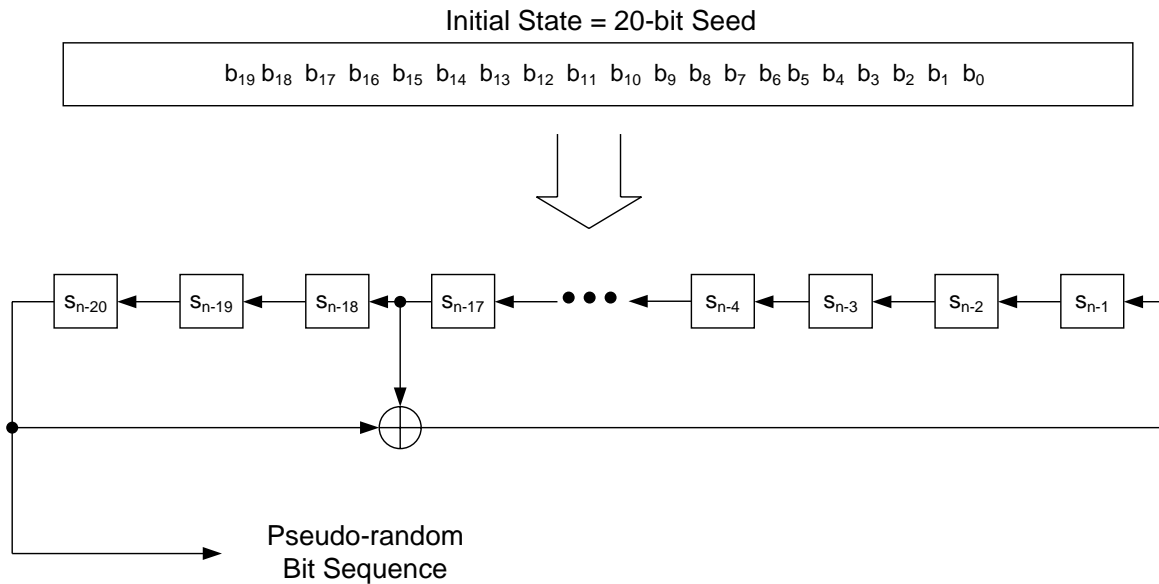 Initial State = 20-bit Seed
b₁₉ b₁₈ b₁₇ b₁₆ b₁₅ b₁₄ b₁₃ b₁₂ b₁₁ b₁₀ b₉ b₈ b₇ b₆ b₅ b₄ b₃ b₂ b₁ b₀
sₙ₋₂₀ sₙ₋₁₉ sₙ₋₁₈ sₙ₋₁₇ ••• sₙ₋₄ sₙ₋₃ sₙ₋₂ sₙ₋₁
Pseudo-random
Bit Sequence